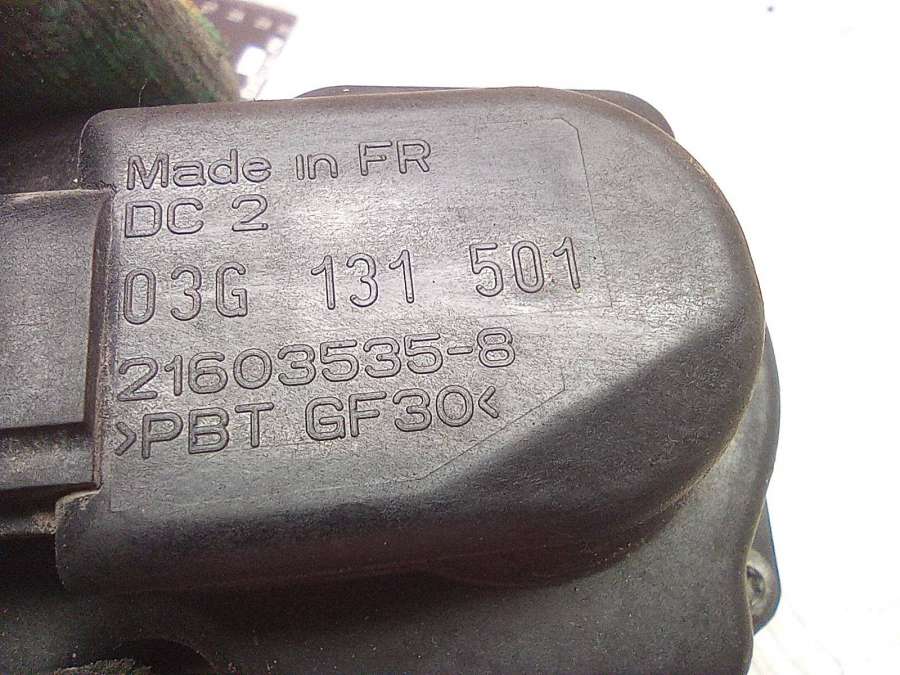 Made in FR
DC 2
03G 131 501
21603535-8
>PBT GF30<